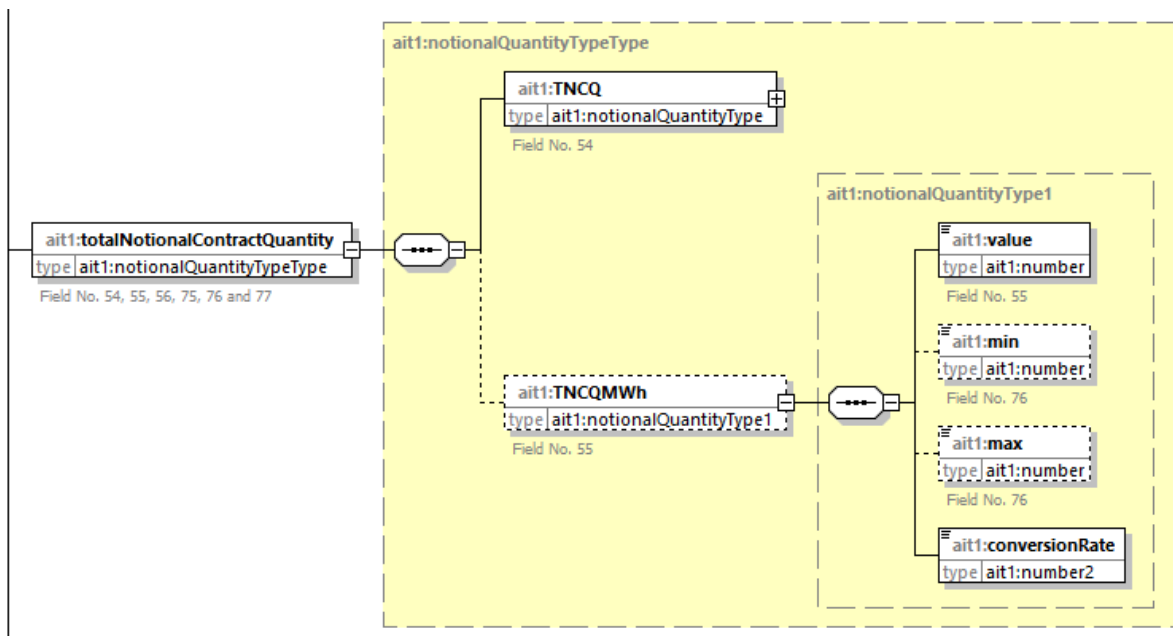 ait1:notionalQuantityTypeType
ait1:TNCQ
type ait1:notionalQuantityType
Field No. 54
ait1:totalNotionalContractQuantity
type ait1:notionalQuantityTypeType
Field No. 54, 55, 56, 75, 76 and 77
ait1:TNCQMWh
type ait1:notionalQuantityType1
Field No. 55
ait1:notionalQuantityType1
ait1:value
type ait1:number
Field No. 55
ait1:min
type ait1:number
Field No. 76
ait1:max
type ait1:number
Field No. 76
ait1:conversionRate
type ait1:number2